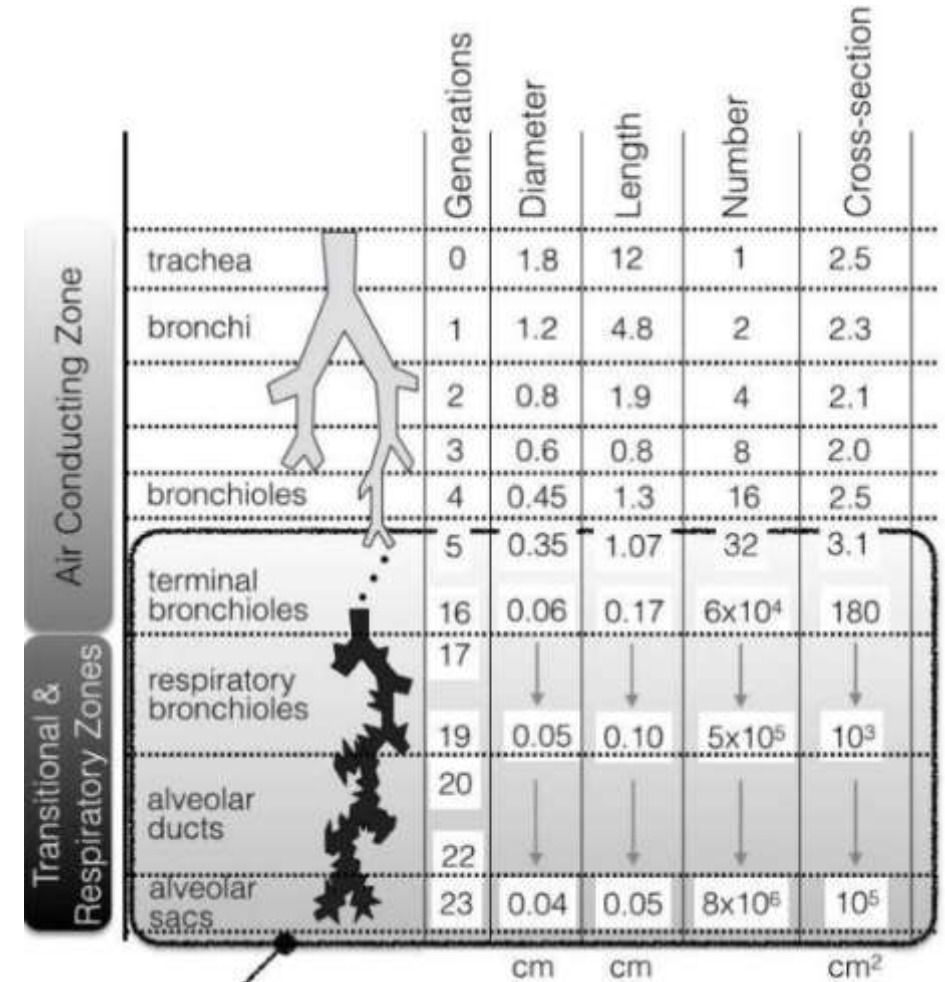 Generations Diameter Length Number Cross-section
Air Conducting Zone
trachea 0 1.8 12 1 2.5
bronchi 1 1.2 4.8 2 2.3
2 0.8 1.9 4 2.1
3 0.6 0.8 8 2.0
bronchioles 4 0.45 1.3 16 2.5
5 0.35 1.07 32 3.1
terminal
bronchioles 16 0.06 0.17 6x10⁴ 180
Transitional &
Respiratory Zones
17
respiratory
bronchioles
19 0.05 0.10 5x10⁵ 10³
20
alveolar
ducts
22
alveolar
sacs 23 0.04 0.05 8x10⁶ 10⁵
cm cm cm²